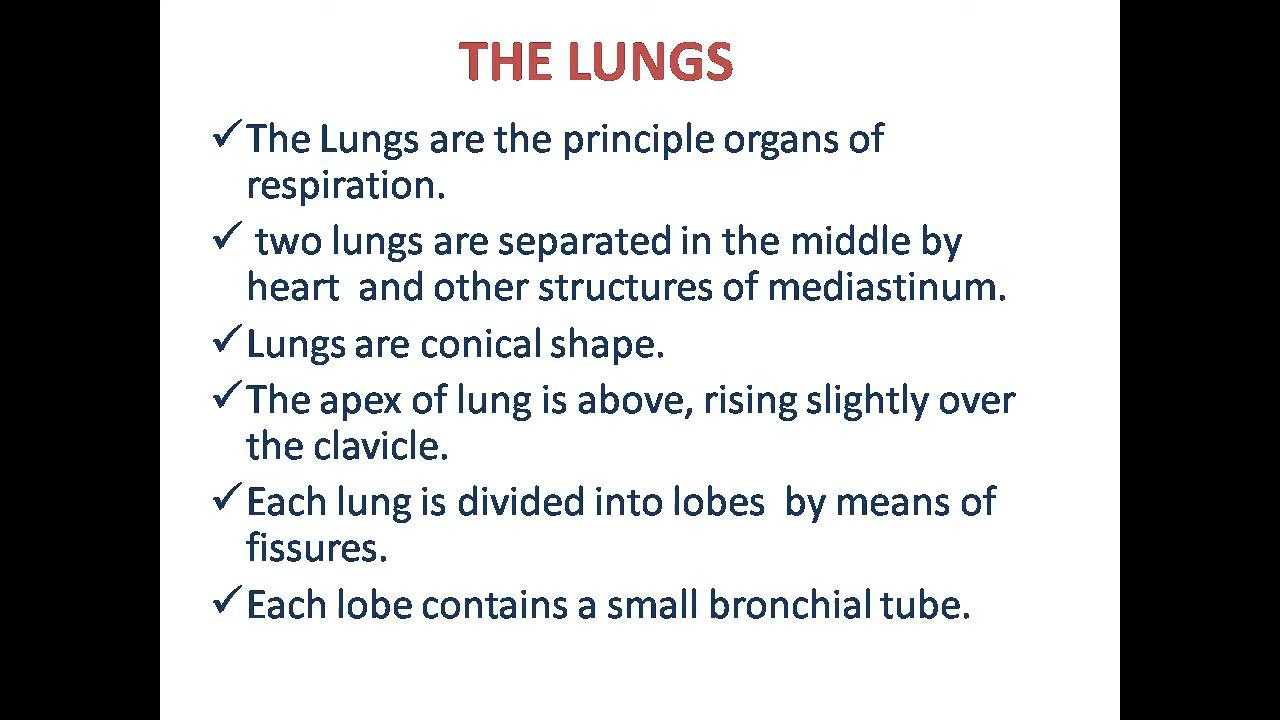 THE LUNGS
✓The Lungs are the principle organs of
respiration.
✓ two lungs are separated in the middle by
heart  and other structures of mediastinum.
✓Lungs are conical shape.
✓The apex of lung is above, rising slightly over
the clavicle.
✓Each lung is divided into lobes  by means of
fissures.
✓Each lobe contains a small bronchial tube.